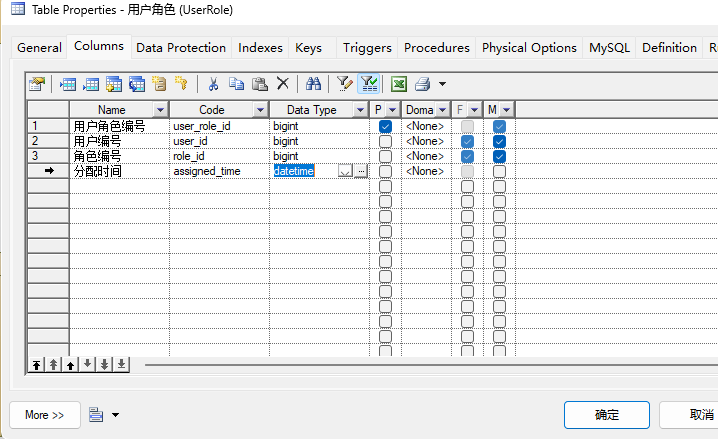 Table Properties - 用户角色 (UserRole)
General Columns Data Protection Indexes Keys Triggers Procedures Physical Options MySQL Definition
Name Code Data Type P Doma F M
1 用户角色编号 user_role_id bigint <None>
2 用户编号 user_id bigint <None>
3 角色编号 role_id bigint <None>
分配时间 assigned_time datetime ... <None>
More >> 确定 取消